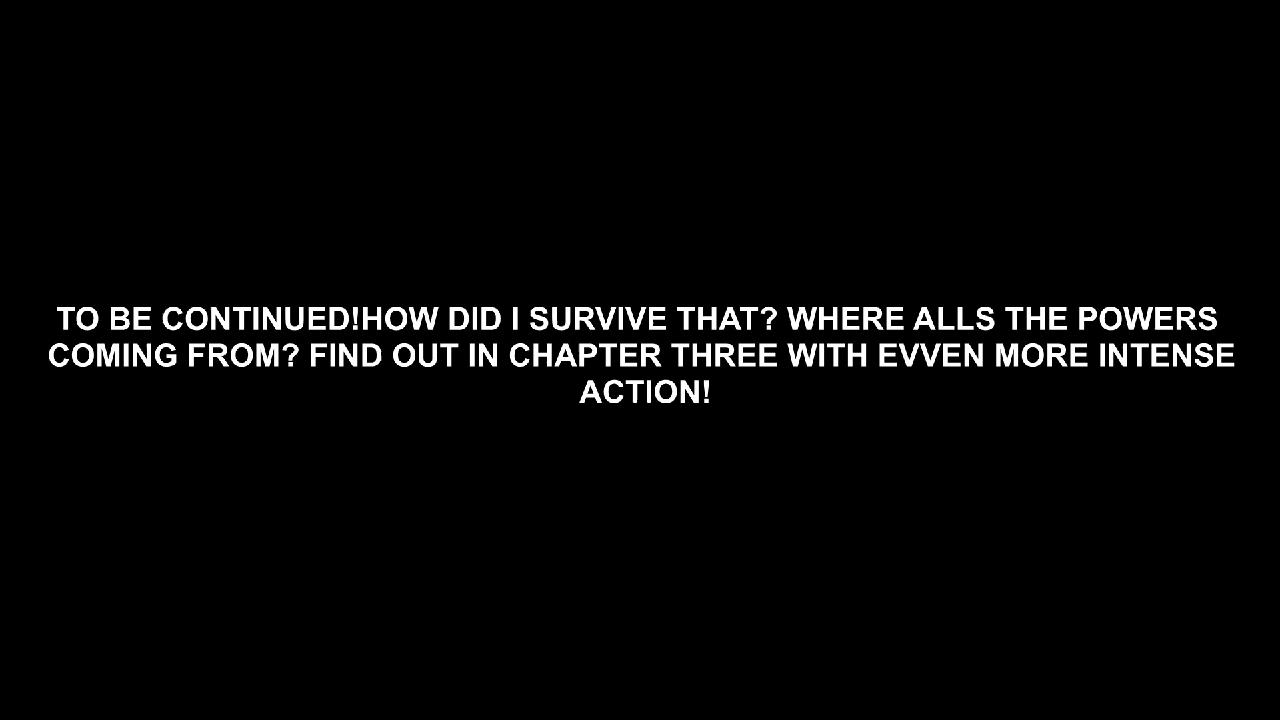 TO BE CONTINUED!HOW DID I SURVIVE THAT? WHERE ALLS THE POWERS
COMING FROM? FIND OUT IN CHAPTER THREE WITH EVVEN MORE INTENSE
ACTION!